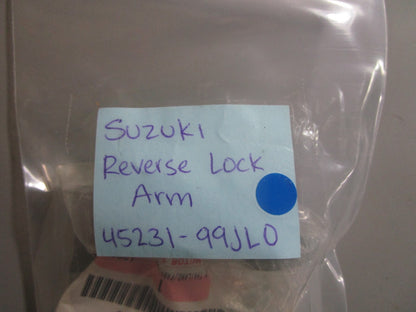 SUZUKI
Reverse Lock
Arm
45231-99JL0